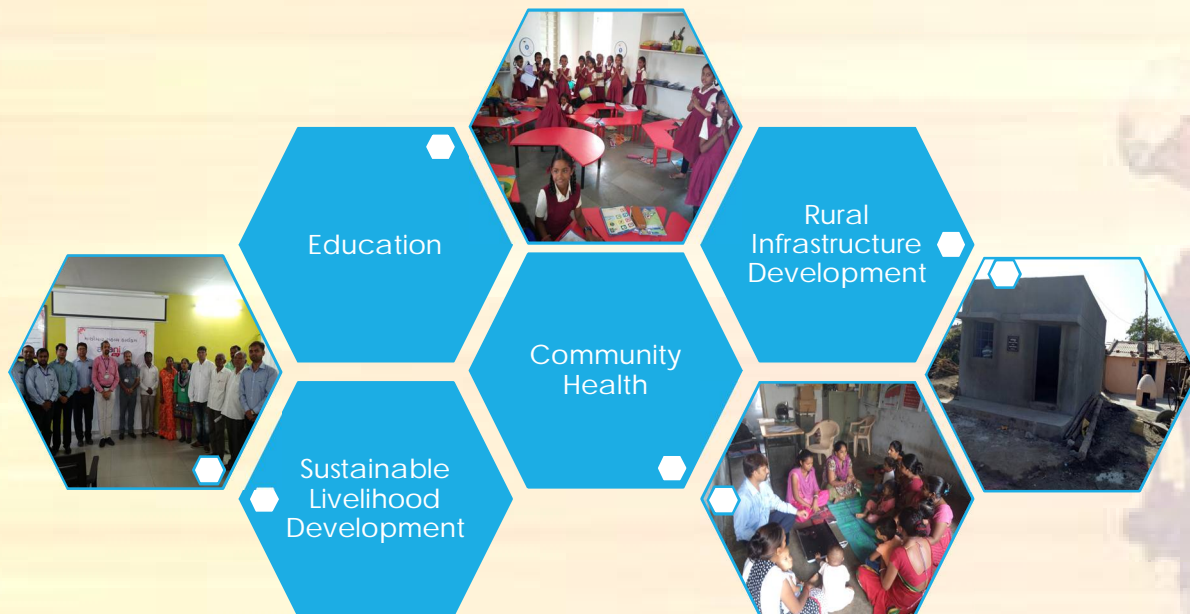 Education
Rural
Infrastructure
Development
Community
Health
Sustainable
Livelihood
Development